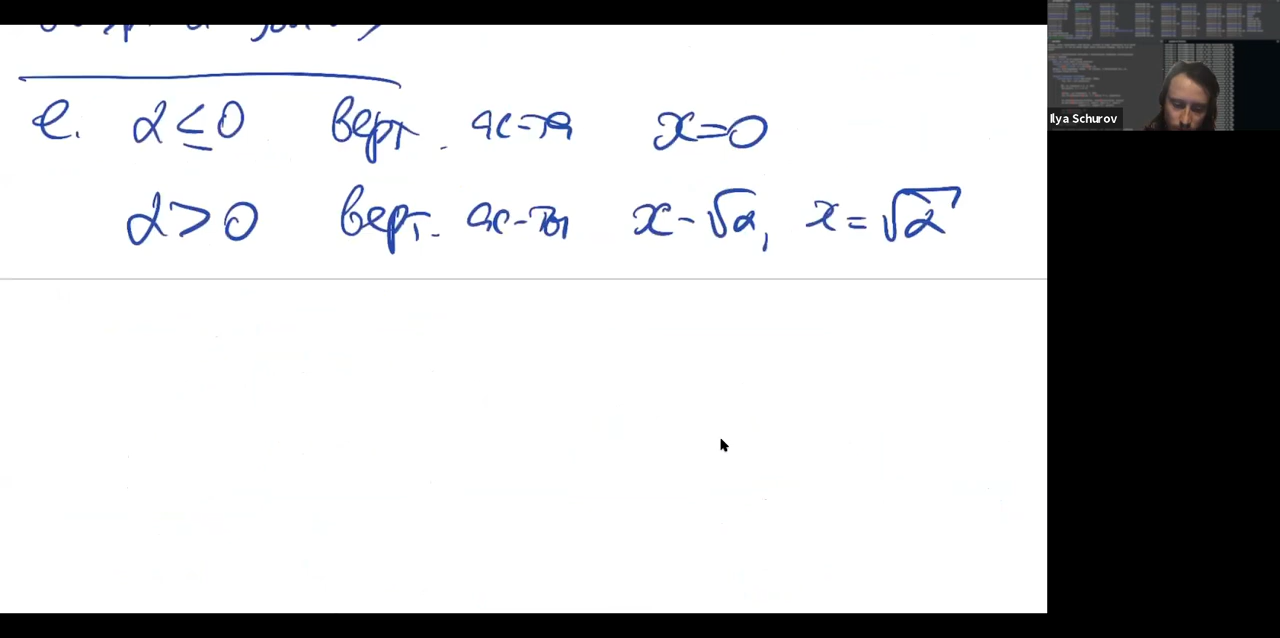 e. α ≤ 0 верт. ас-та x=0
α > 0 верт. ас-ты x-√α, x=√α
Ilya Schurov